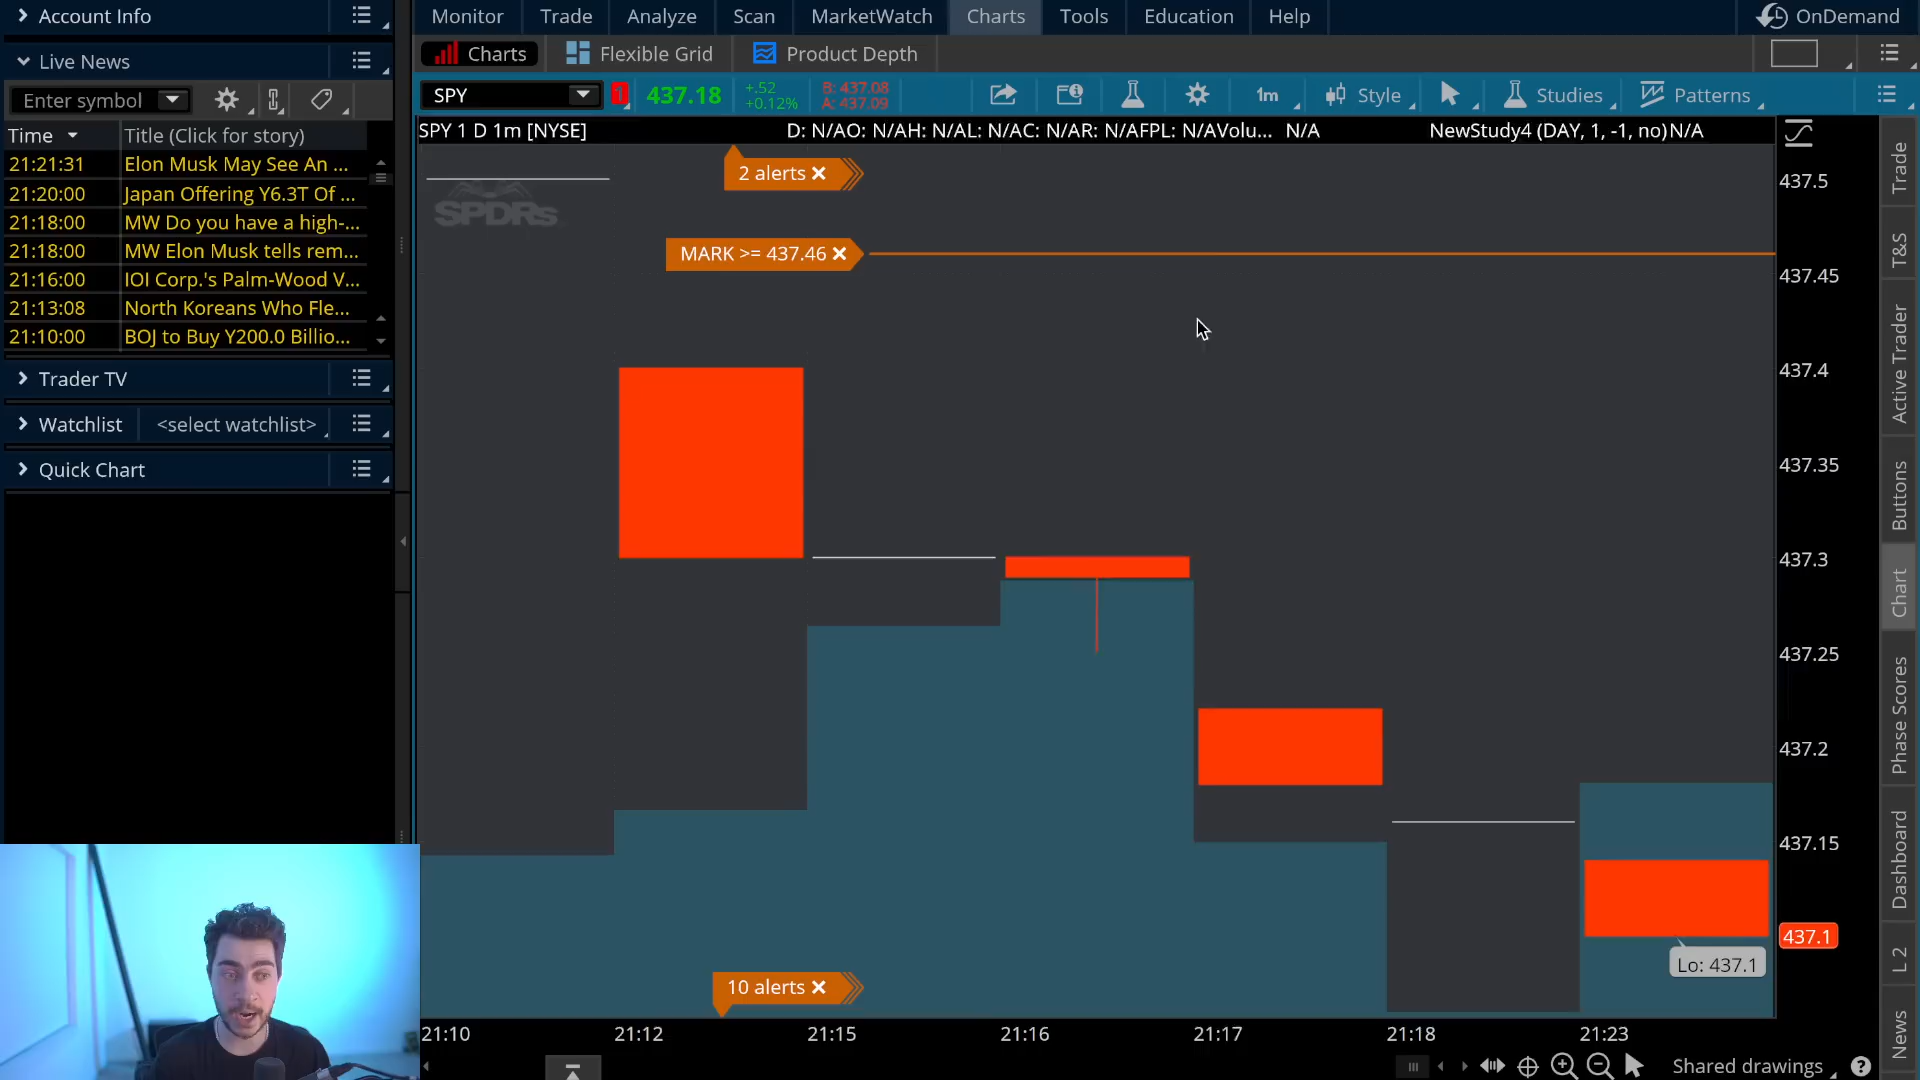 Account Info
Monitor
Trade
Analyze
Scan
MarketWatch
Charts
Tools
Education
Help
OnDemand
Live News
Charts
Flexible Grid
Product Depth
Enter symbol
SPY
1
437.18
+.52
+0.12%
B: 437.08
A: 437.09
1m
Style
Studies
Patterns
Time
Title (Click for story)
SPY 1 D 1m [NYSE]
D: N/AO: N/AH: N/AL: N/AC: N/AR: N/AFPL: N/AVolu... N/A
NewStudy4 (DAY, 1, -1, no)N/A
21:21:31 Elon Musk May See An ...
21:20:00 Japan Offering Y6.3T Of ...
21:18:00 MW Do you have a high-...
21:18:00 MW Elon Musk tells rem...
21:16:00 IOI Corp.'s Palm-Wood V...
21:13:08 North Koreans Who Fle...
21:10:00 BOJ to Buy Y200.0 Billio...
Trader TV
Watchlist
<select watchlist>
Quick Chart
SPDRs
2 alerts
MARK >= 437.46
10 alerts
Lo: 437.1
437.5
437.45
437.4
437.35
437.3
437.25
437.2
437.15
437.1
21:10
21:12
21:15
21:16
21:17
21:18
21:23
Shared drawings
?
Trade
T&S
Active Trader
Buttons
Chart
Phase Scores
Dashboard
L 2
News